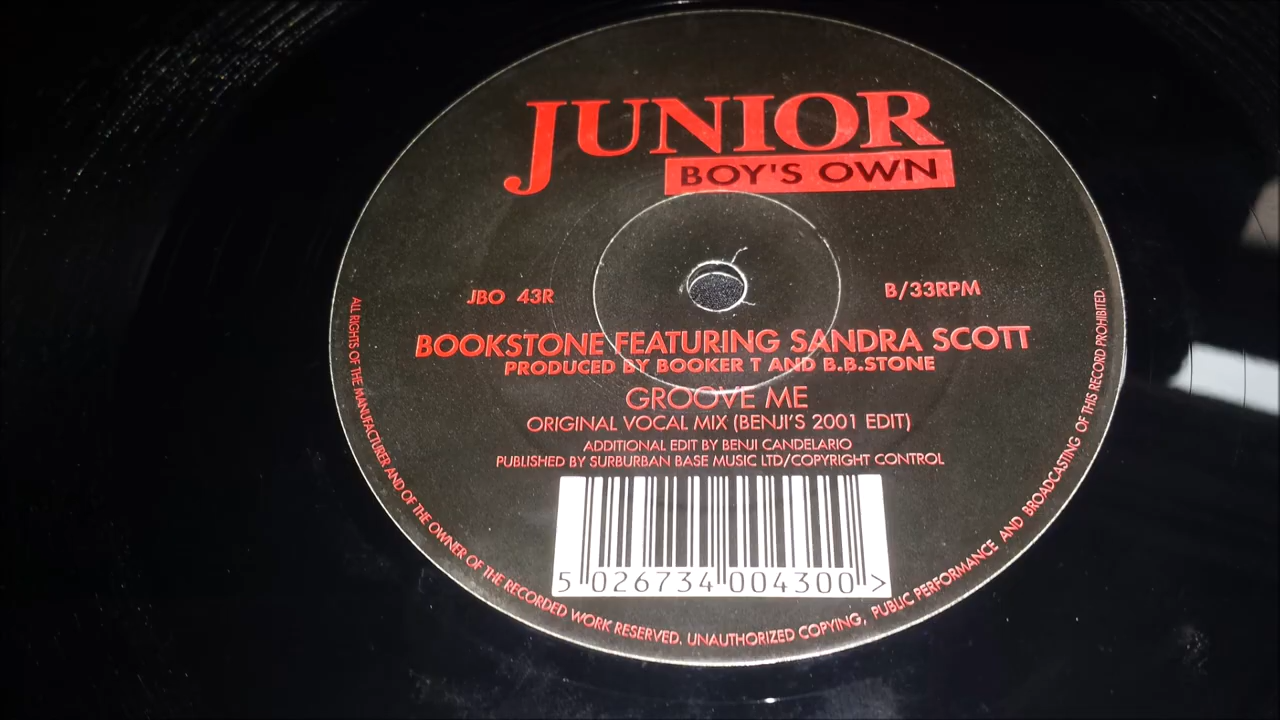 JUNIOR
BOY'S OWN
JBO 43R
B/33RPM
BOOKSTONE FEATURING SANDRA SCOTT
PRODUCED BY BOOKER T AND B.B.STONE
GROOVE ME
ORIGINAL VOCAL MIX (BENJI'S 2001 EDIT)
ADDITIONAL EDIT BY BENJI CANDELARIO
PUBLISHED BY SURBURBAN BASE MUSIC LTD/COPYRIGHT CONTROL
5 026734 004300 >
ALL RIGHTS OF THE MANUFACTURER AND OF THE OWNER OF THE RECORDED WORK RESERVED. UNAUTHORIZED COPYING, PUBLIC PERFORMANCE AND BROADCASTING OF THIS RECORD PROHIBITED.